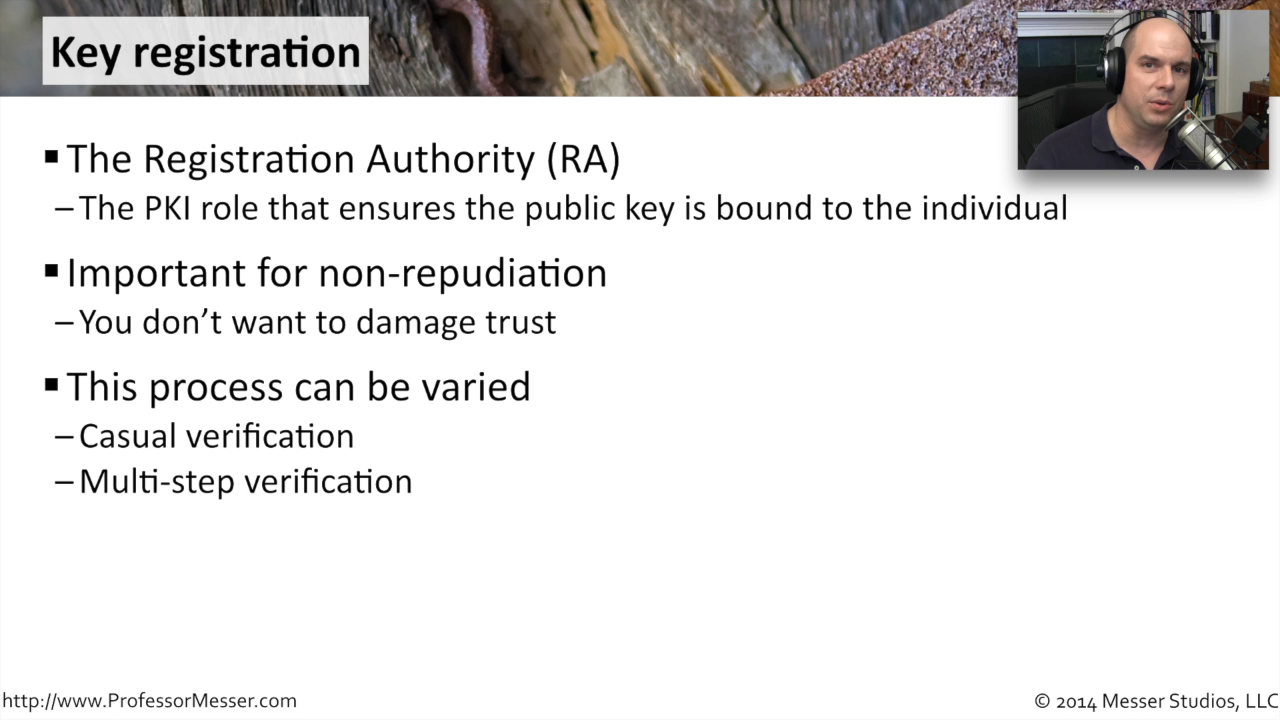 Key registration
▪ The Registration Authority (RA)
– The PKI role that ensures the public key is bound to the individual
▪ Important for non-repudiation
– You don’t want to damage trust
▪ This process can be varied
– Casual verification
– Multi-step verification
http://www.ProfessorMesser.com
© 2014 Messer Studios, LLC